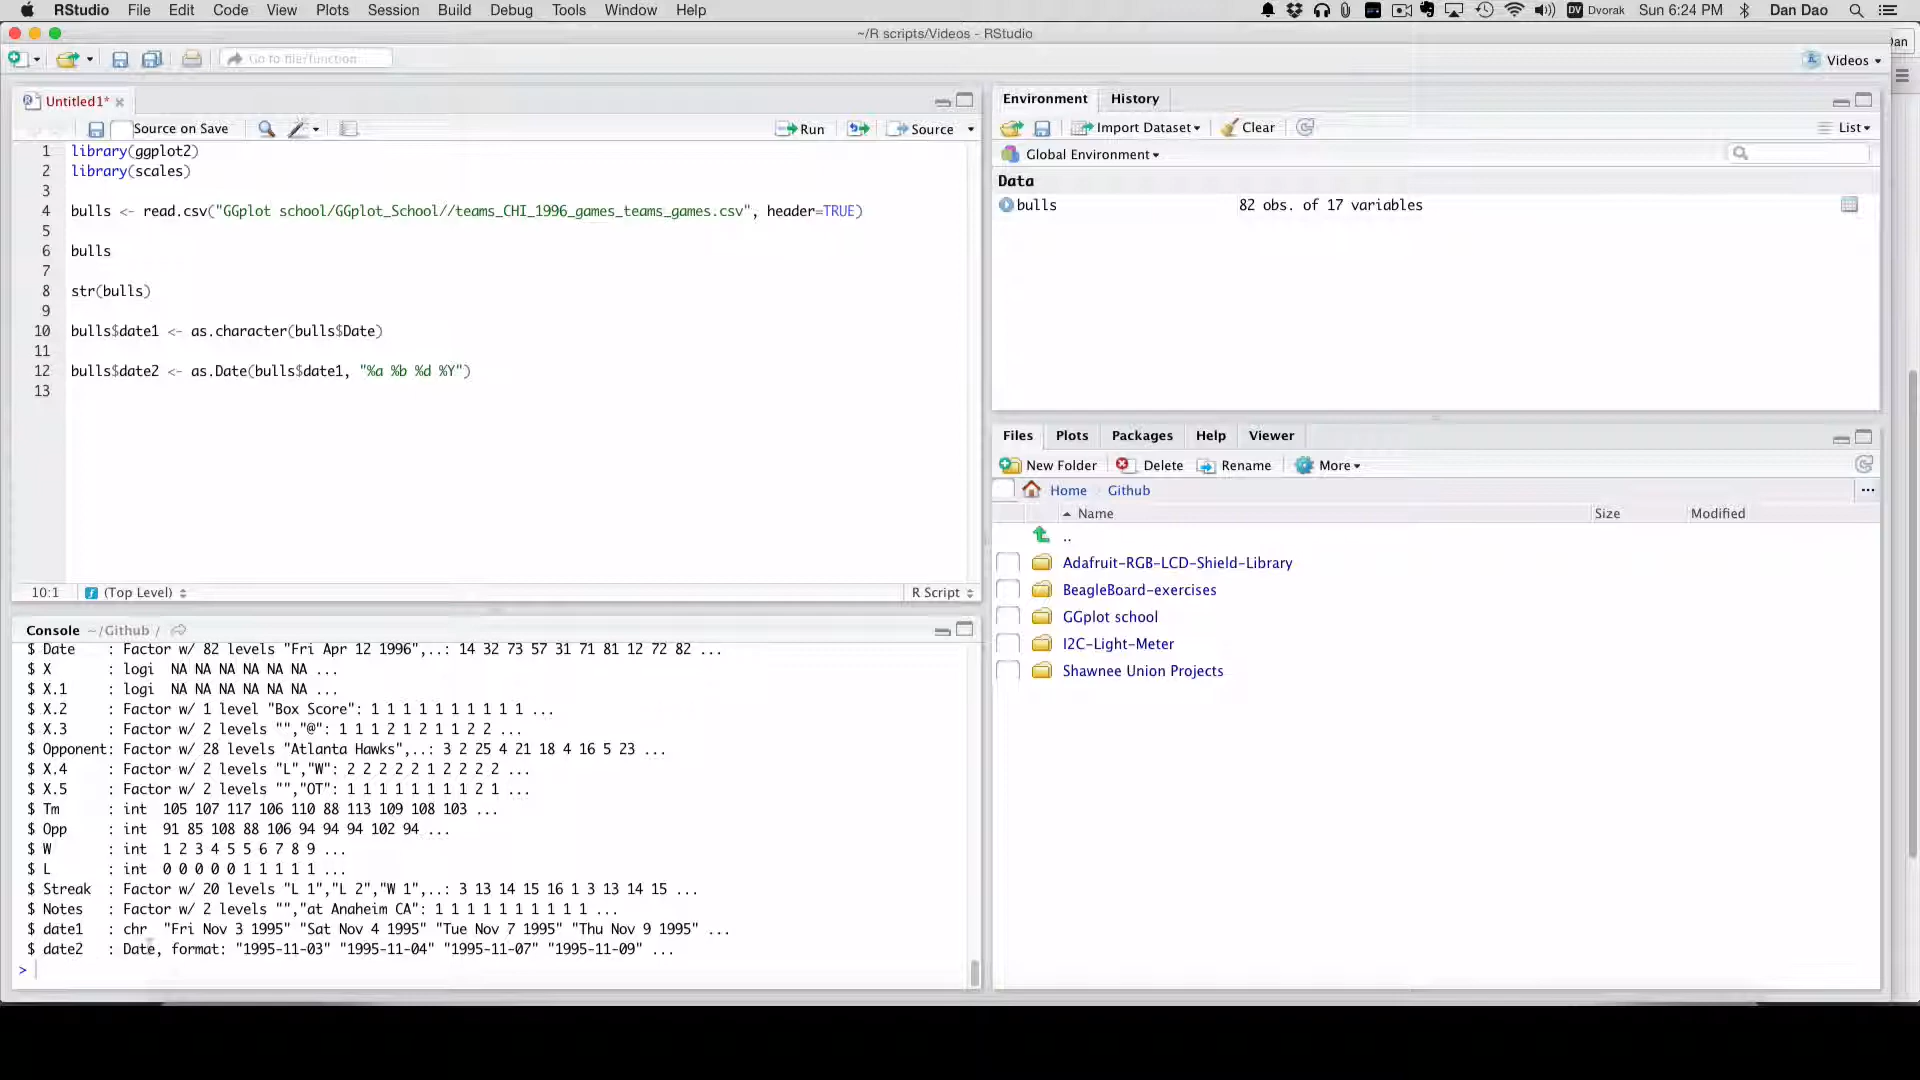 RStudio File Edit Code View Plots Session Build Debug Tools Window Help
DV Dvorak Sun 6:24 PM Dan Dao
~/R scripts/Videos - RStudio
an
Go to file/function
Videos
Untitled1*
Source on Save
Run
Source
1 library(ggplot2)
2 library(scales)
3
4 bulls <- read.csv("GGplot school/GGplot_School//teams_CHI_1996_games_teams_games.csv", header=TRUE)
5
6 bulls
7
8 str(bulls)
9
10 bulls$date1 <- as.character(bulls$Date)
11
12 bulls$date2 <- as.Date(bulls$date1, "%a %b %d %Y")
13
10:1 (Top Level) R Script
Console ~/Github/
$ Date : Factor w/ 82 levels "Fri Apr 12 1996",..: 14 32 73 57 31 71 81 12 72 82 ...
$ X : logi NA NA NA NA NA NA ...
$ X.1 : logi NA NA NA NA NA NA ...
$ X.2 : Factor w/ 1 level "Box Score": 1 1 1 1 1 1 1 1 1 1 ...
$ X.3 : Factor w/ 2 levels "","@": 1 1 1 2 1 2 1 1 2 2 ...
$ Opponent: Factor w/ 28 levels "Atlanta Hawks",..: 3 2 25 4 21 18 4 16 5 23 ...
$ X.4 : Factor w/ 2 levels "L","W": 2 2 2 2 2 1 2 2 2 2 ...
$ X.5 : Factor w/ 2 levels "","OT": 1 1 1 1 1 1 1 1 2 1 ...
$ Tm : int 105 107 117 106 110 88 113 109 108 103 ...
$ Opp : int 91 85 108 88 106 94 94 94 102 94 ...
$ W : int 1 2 3 4 5 5 6 7 8 9 ...
$ L : int 0 0 0 0 0 1 1 1 1 1 ...
$ Streak : Factor w/ 20 levels "L 1","L 2","W 1",..: 3 13 14 15 16 1 3 13 14 15 ...
$ Notes : Factor w/ 2 levels "","at Anaheim CA": 1 1 1 1 1 1 1 1 1 1 ...
$ date1 : chr "Fri Nov 3 1995" "Sat Nov 4 1995" "Tue Nov 7 1995" "Thu Nov 9 1995" ...
$ date2 : Date, format: "1995-11-03" "1995-11-04" "1995-11-07" "1995-11-09" ...
>
Environment History
Import Dataset Clear List
Global Environment
Data
bulls 82 obs. of 17 variables
Files Plots Packages Help Viewer
New Folder Delete Rename More
Home Github ...
Name Size Modified
..
Adafruit-RGB-LCD-Shield-Library
BeagleBoard-exercises
GGplot school
I2C-Light-Meter
Shawnee Union Projects